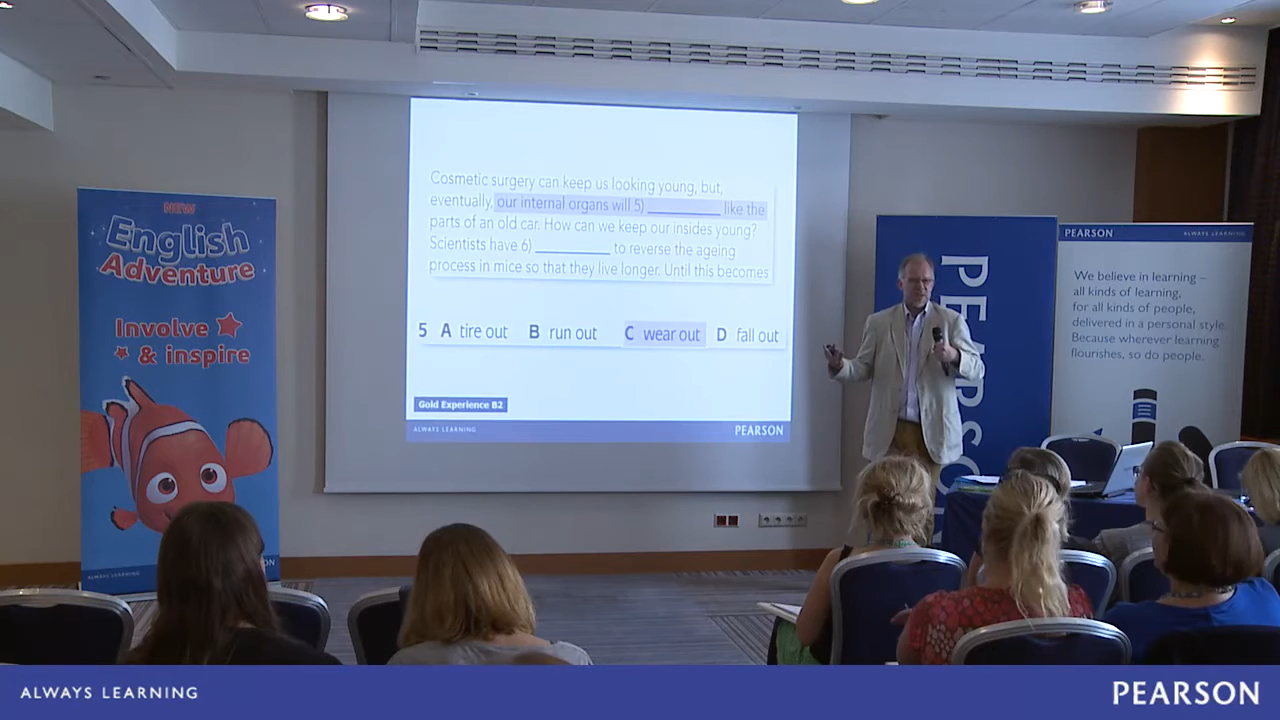 NEW
English
Adventure
Involve
& inspire
ALWAYS LEARNING
Cosmetic surgery can keep us looking young, but,
eventually, our internal organs will 5) __________ like the
parts of an old car. How can we keep our insides young?
Scientists have 6) __________ to reverse the ageing
process in mice so that they live longer. Until this becomes
5 A tire out B run out C wear out D fall out
Gold Experience B2
ALWAYS LEARNING PEARSON
PEARSON
PEARSON ALWAYS LEARNING
We believe in learning –
all kinds of learning,
for all kinds of people,
delivered in a personal style.
Because wherever learning
flourishes, so do people.
ALWAYS LEARNING PEARSON